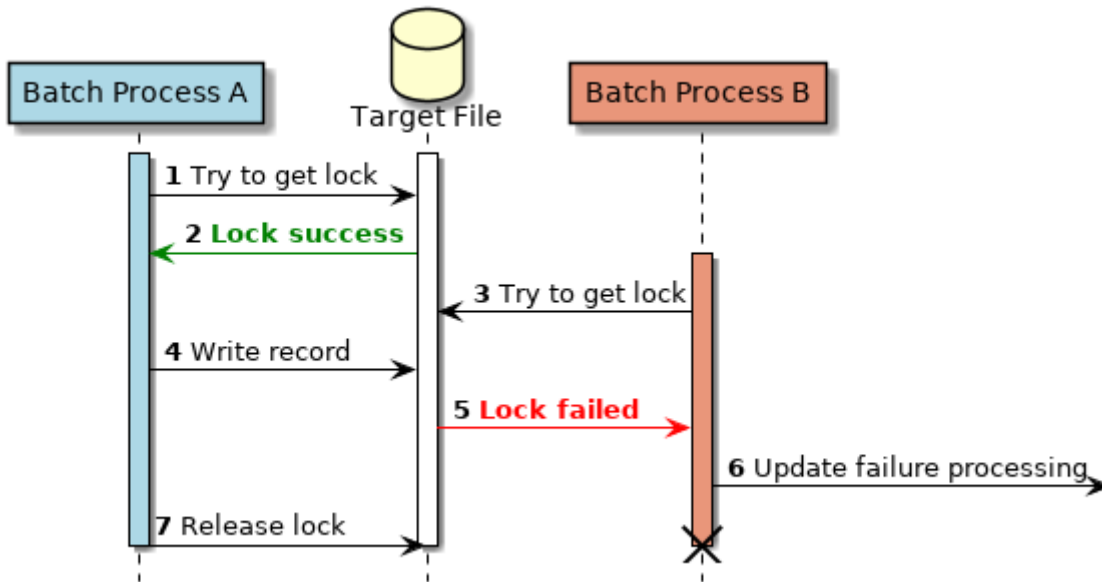 Batch Process A
Target File
Batch Process B
1 Try to get lock
2 Lock success
3 Try to get lock
4 Write record
5 Lock failed
6 Update failure processing
7 Release lock